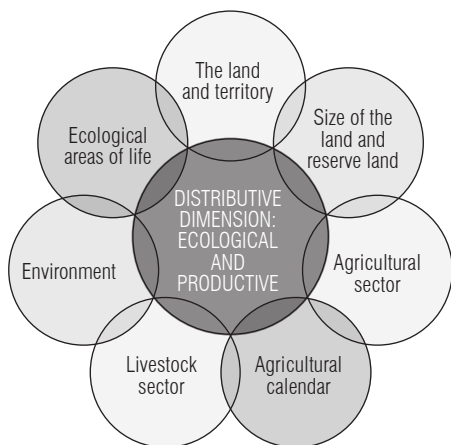 The land
and territory
Size of the
land and
reserve land
Agricultural
sector
Agricultural
calendar
Livestock
sector
Environment
Ecological
areas of life
DISTRIBUTIVE
DIMENSION:
ECOLOGICAL
AND
PRODUCTIVE